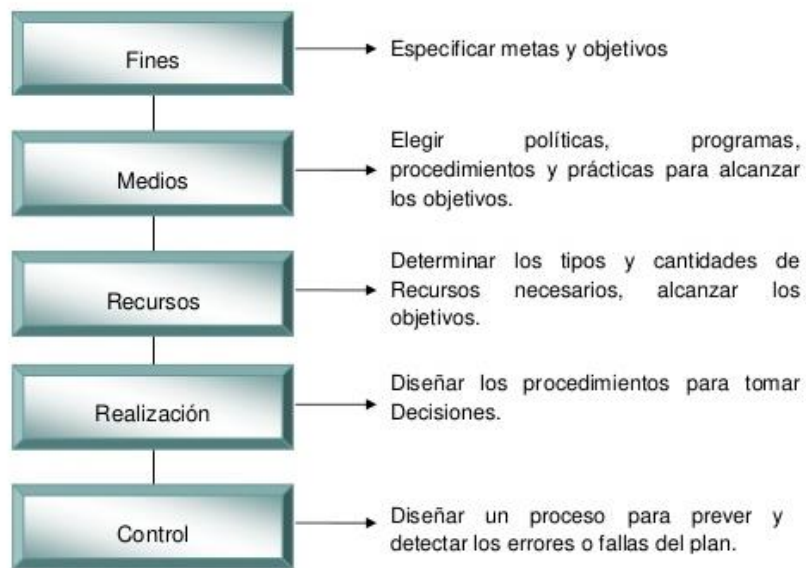 Fines
Especificar metas y objetivos
Medios
Elegir políticas, programas,
procedimientos y prácticas para alcanzar
los objetivos.
Recursos
Determinar los tipos y cantidades de
Recursos necesarios, alcanzar los
objetivos.
Realización
Diseñar los procedimientos para tomar
Decisiones.
Control
Diseñar un proceso para prever y
detectar los errores o fallas del plan.